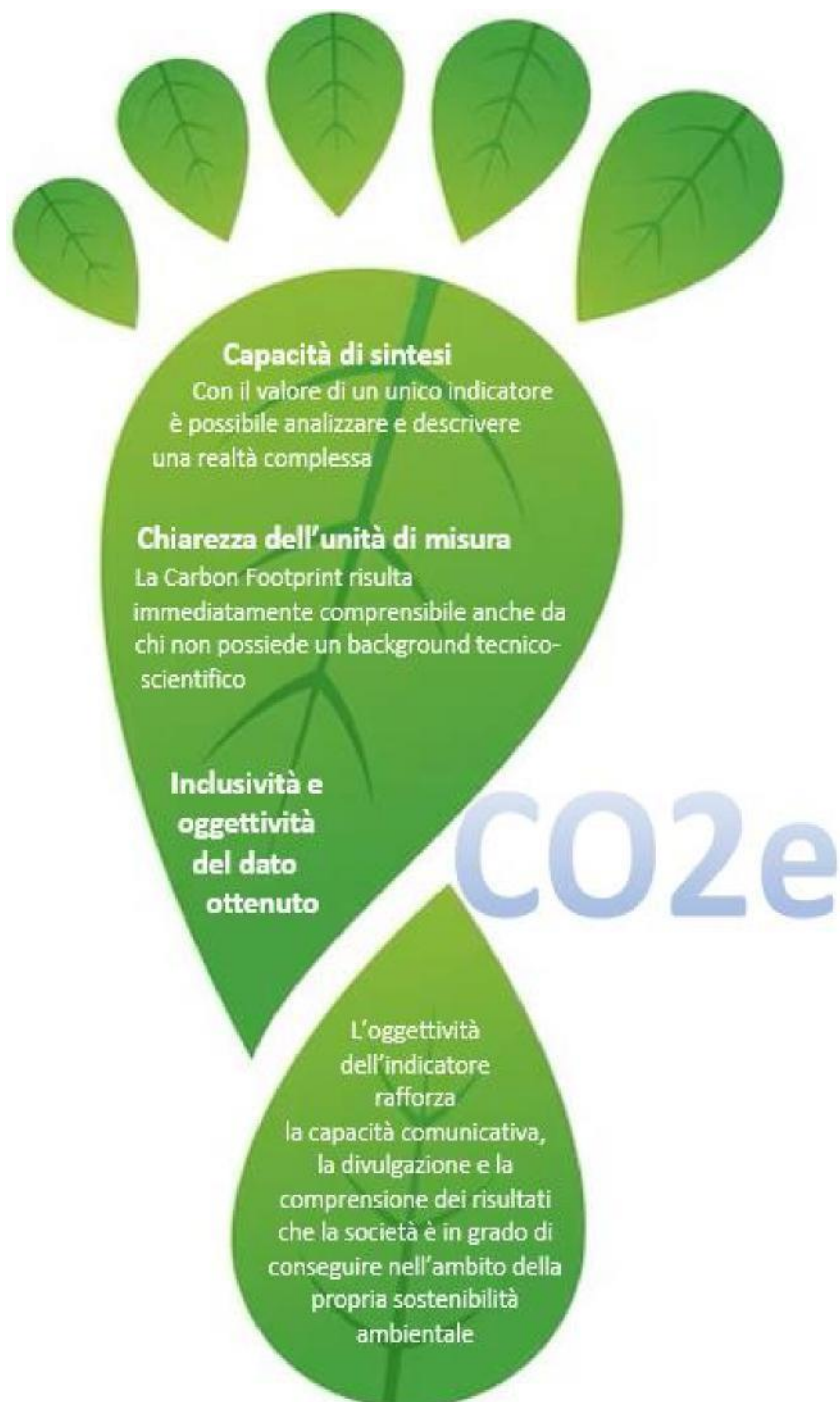 Capacità di sintesi
Con il valore di un unico indicatore
è possibile analizzare e descrivere
una realtà complessa
Chiarezza dell'unità di misura
La Carbon Footprint risulta
immediatamente comprensibile anche da
chi non possiede un background tecnico-
scientifico
Inclusività e
oggettività
del dato
ottenuto
CO2e
L'oggettività
dell'indicatore
rafforza
la capacità comunicativa,
la divulgazione e la
comprensione dei risultati
che la società è in grado di
conseguire nell'ambito della
propria sostenibilità
ambientale